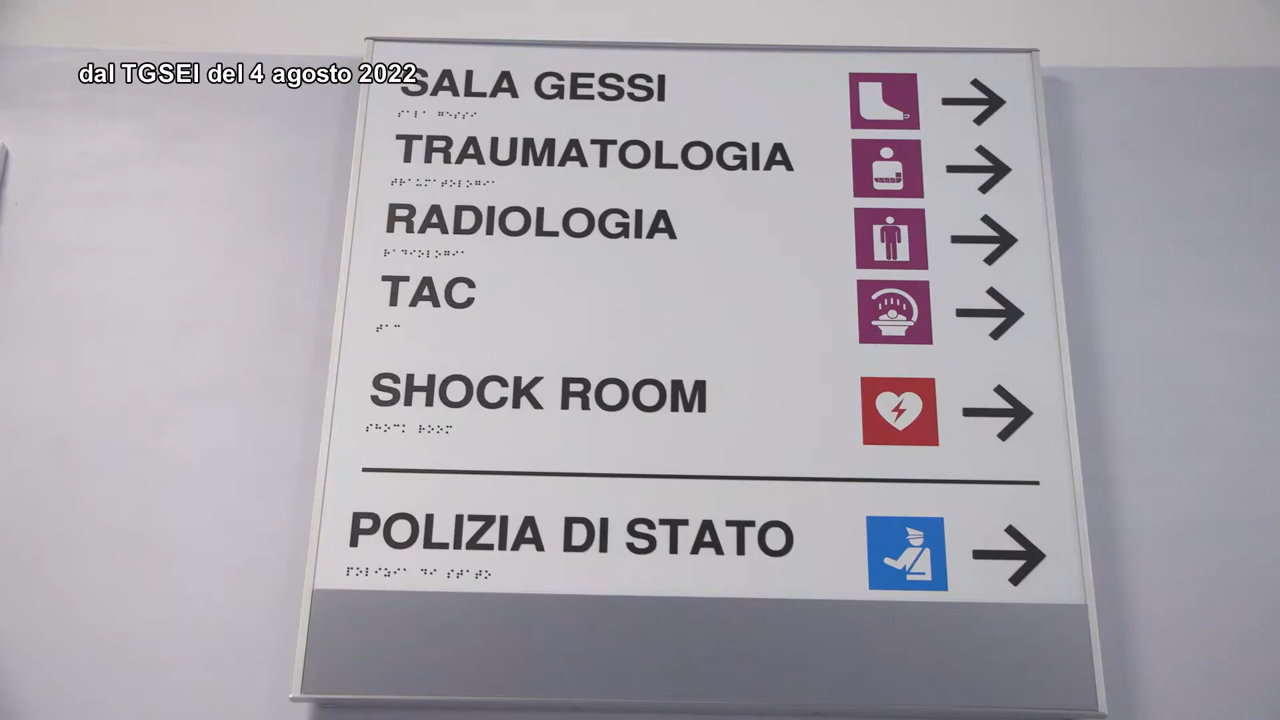 dal TGSEI del 4 agosto 2022
SALA GESSI
⠎⠁⠇⠁ ⠛⠑⠎⠎⠊
TRAUMATOLOGIA
⠞⠗⠁⠥⠍⠁⠞⠕⠇⠕⠛⠊⠁
RADIOLOGIA
⠗⠁⠙⠊⠕⠇⠕⠛⠊⠁
TAC
⠞⠁⠉
SHOCK ROOM
⠎⠓⠕⠉⠅ ⠗⠕⠕⠍
POLIZIA DI STATO
⠏⠕⠇⠊⠵⠊⠁ ⠙⠊ ⠎⠞⠁⠞⠕